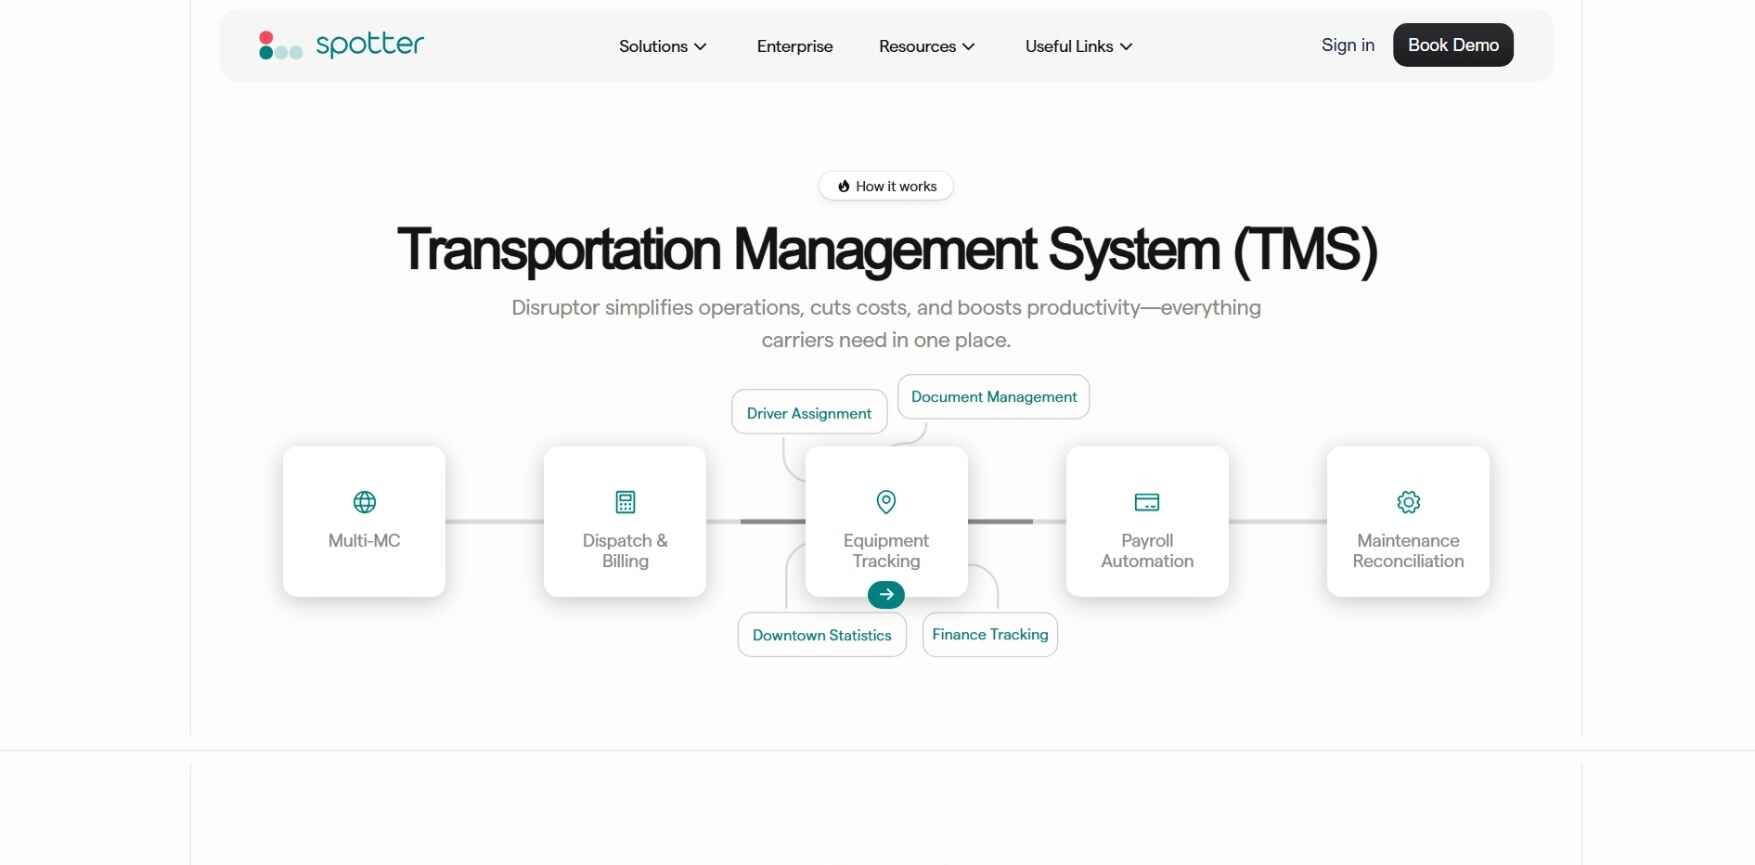 spotter
Solutions
Enterprise
Resources
Useful Links
Sign in
Book Demo
How it works
Transportation Management System (TMS)
Disruptor simplifies operations, cuts costs, and boosts productivity—everything
carriers need in one place.
Driver Assignment
Document Management
Multi-MC
Dispatch &
Billing
Equipment
Tracking
Payroll
Automation
Maintenance
Reconciliation
Downtown Statistics
Finance Tracking